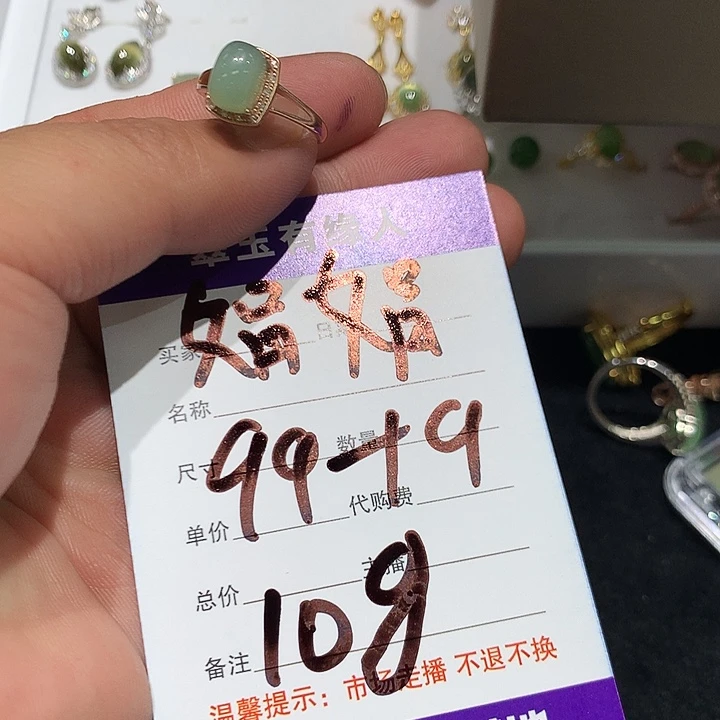 翠玉有缘人
买家 娟娟
名称
尺寸 数量
99+9
单价 代购费
总价 主播
108
备注
温馨提示：市场走播 不退不换